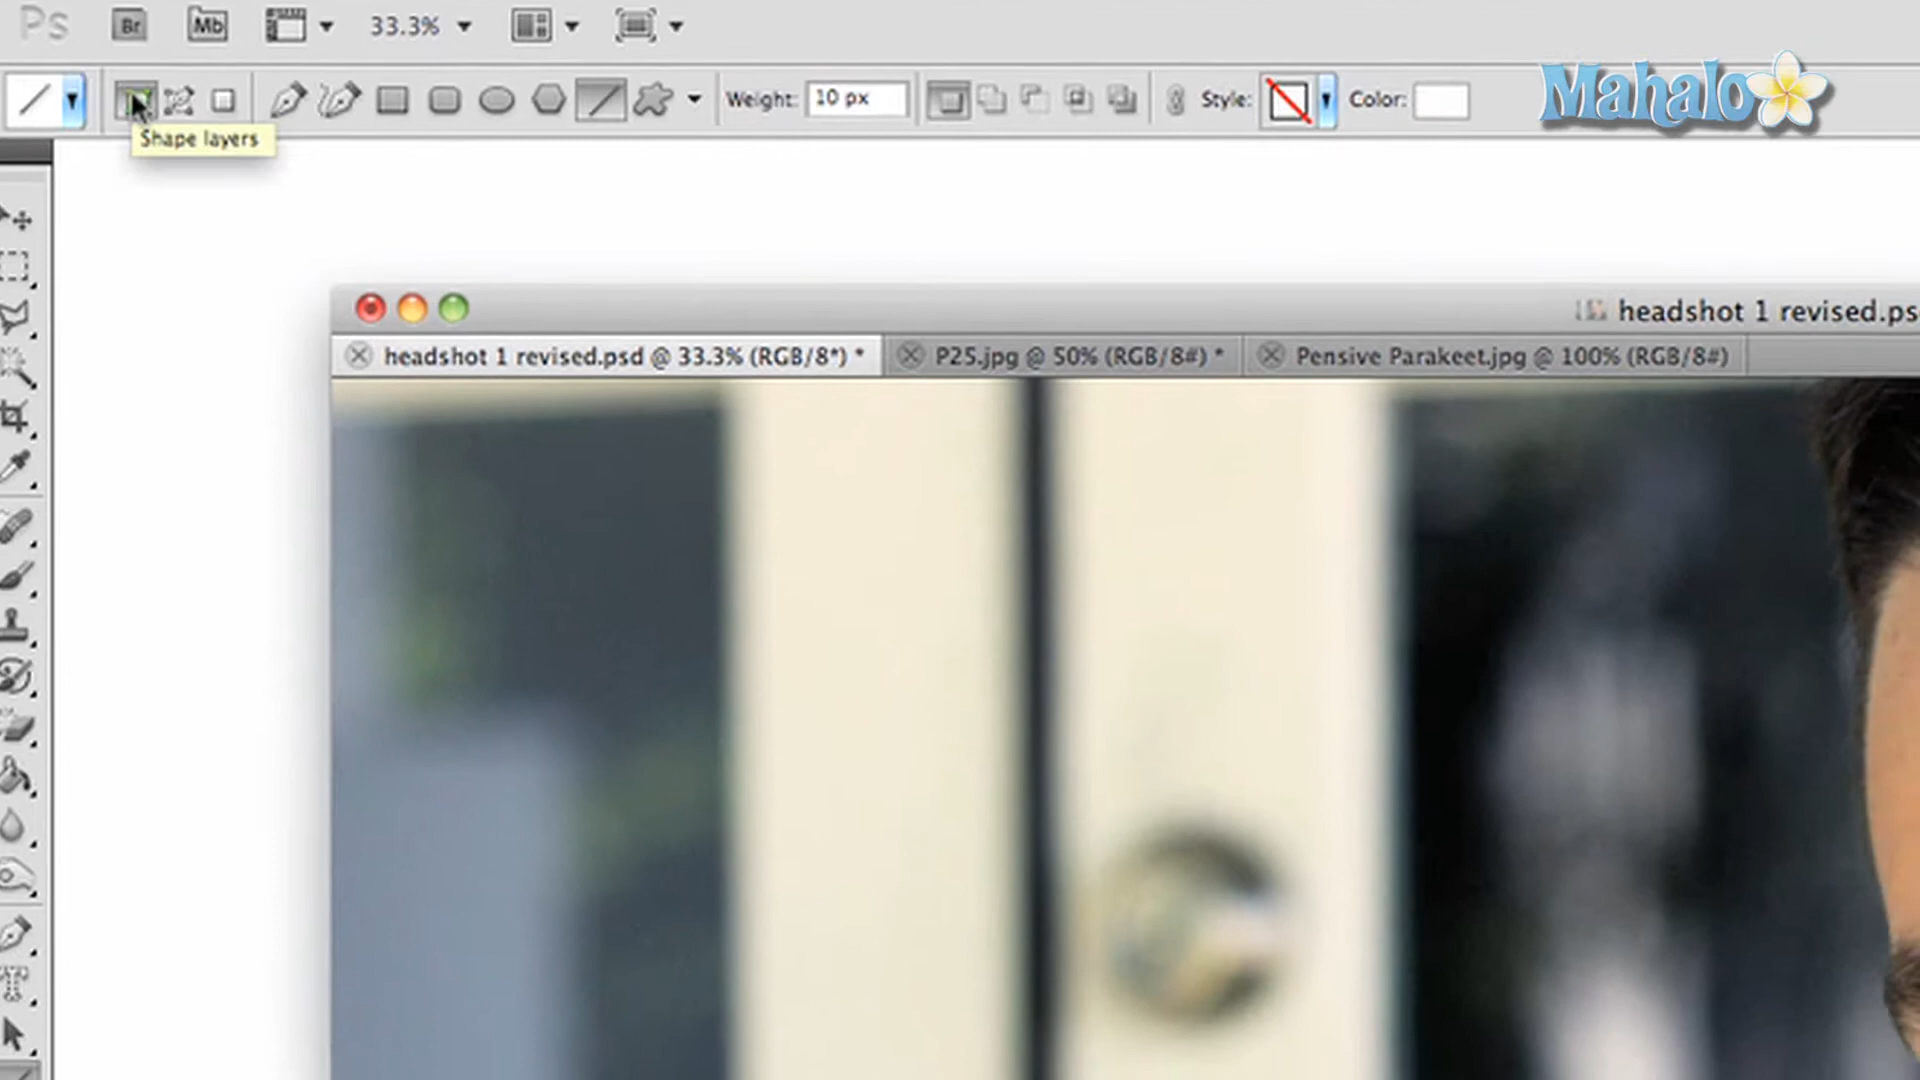 Ps Br Mb 33.3%
Weight: 10 px Style: Color:
Mahalo
Shape layers
headshot 1 revised.ps
headshot 1 revised.psd @ 33.3% (RGB/8*) * P25.jpg @ 50% (RGB/8#) * Pensive Parakeet.jpg @ 100% (RGB/8#)
T